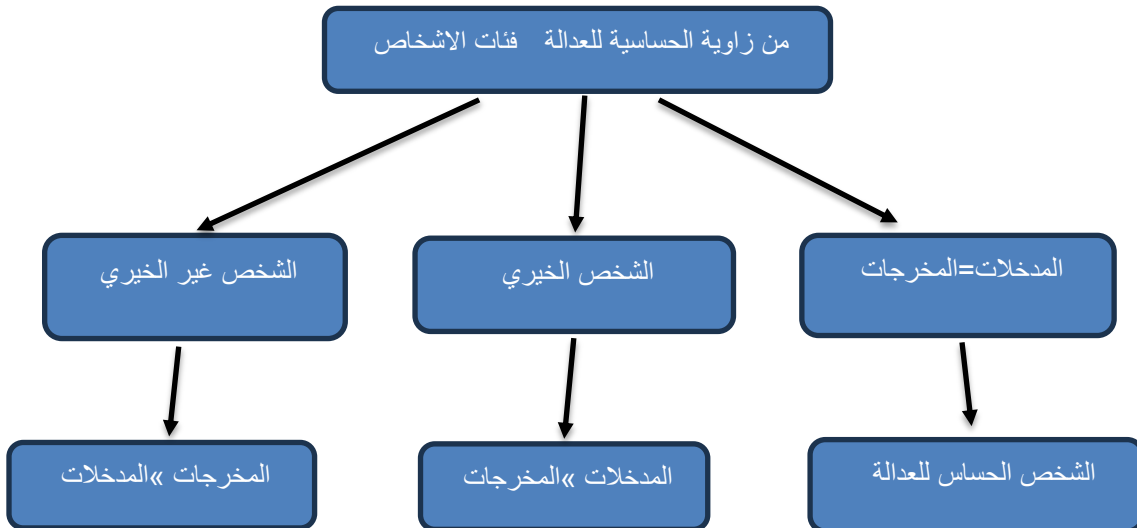 من زاوية الحساسية للعدالة فئات الاشخاص
المدخلات=المخرجات
الشخص الخيري
الشخص غير الخيري
الشخص الحساس للعدالة
المدخلات »المخرجات
المخرجات »المدخلات